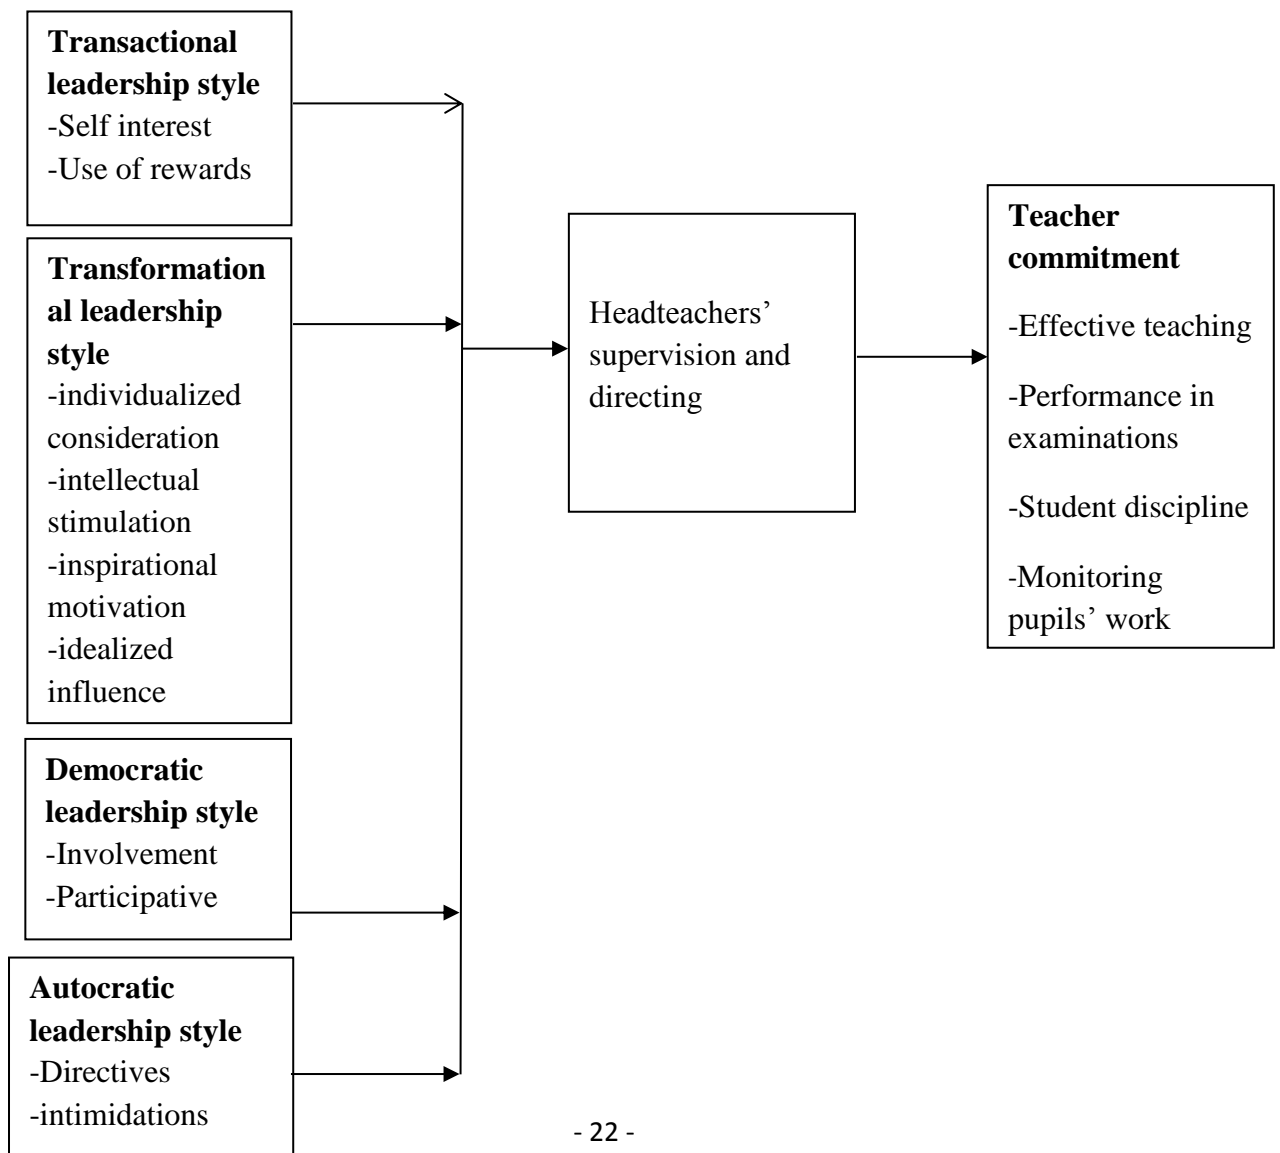 Transactional
leadership style
-Self interest
-Use of rewards
Transformation
al leadership
style
-individualized
consideration
-intellectual
stimulation
-inspirational
motivation
-idealized
influence
Democratic
leadership style
-Involvement
-Participative
Autocratic
leadership style
-Directives
-intimidations
Headteachers’
supervision and
directing
Teacher
commitment
-Effective teaching
-Performance in
examinations
-Student discipline
-Monitoring
pupils’ work
- 22 -